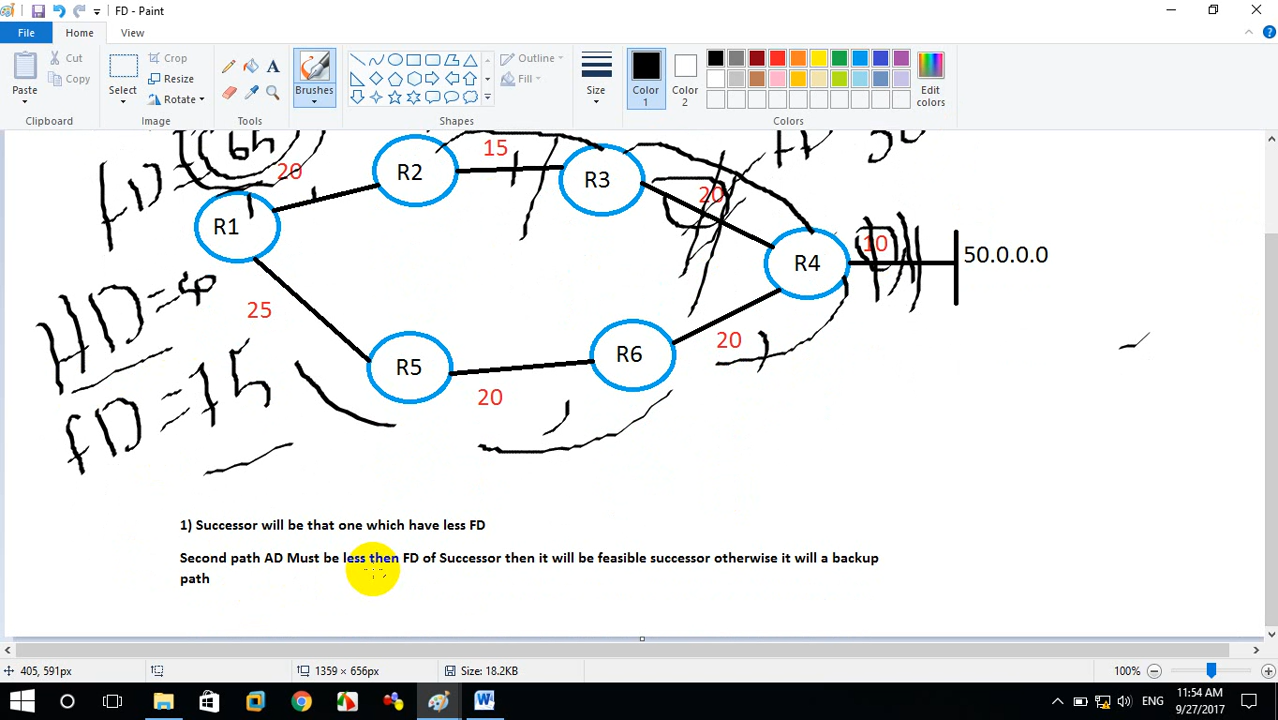 FD - Paint
File Home View
Cut
Copy
Paste
Clipboard
Select
Crop
Resize
Rotate
Image
Tools
Brushes
Outline
Fill
Shapes
Size
Color 1
Color 2
Edit colors
Colors
FD = 65
20
R2
15
R3
20
R1
R4
10
50.0.0.0
25
R5
20
R6
20
FD = 75
1) Successor will be that one which have less FD
Second path AD Must be less then FD of Successor then it will be feasible successor otherwise it will a backup
path
405, 591px
1359 × 656px
Size: 18.2KB
100%
ENG
11:54 AM
9/27/2017